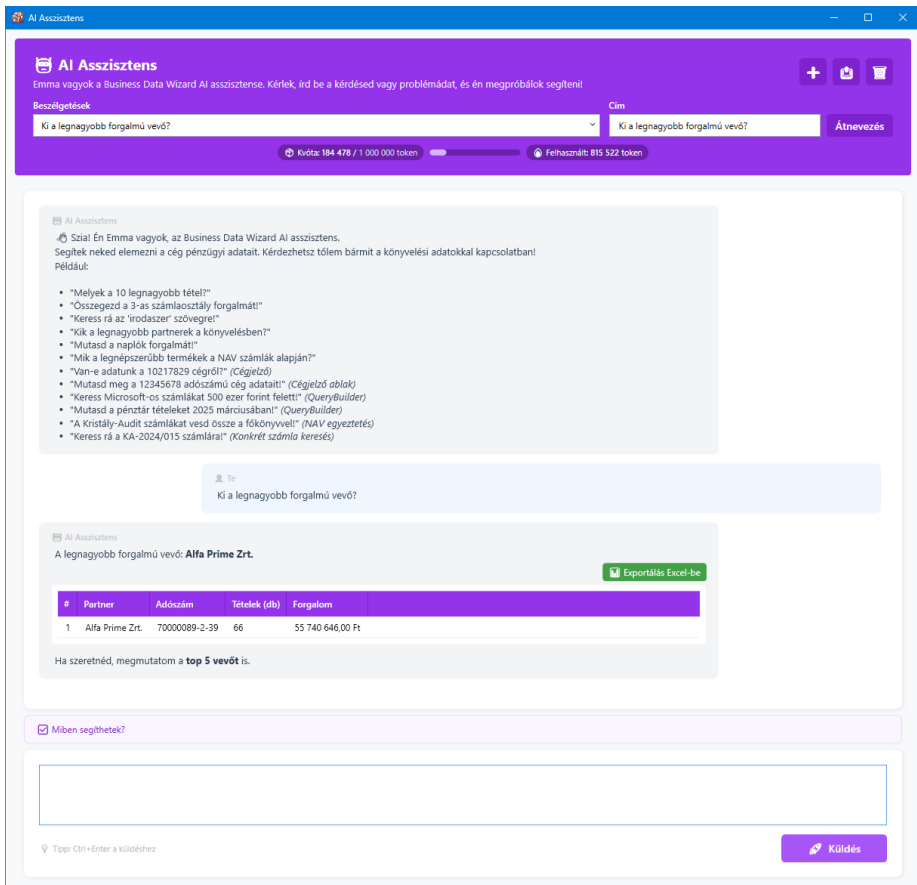 AI Asszisztens
AI Asszisztens
Emma vagyok a Business Data Wizard AI asszisztense. Kérlek, írd be a kérdésed vagy problémádat, és én megpróbálok segíteni!
Beszélgetések
Cím
Ki a legnagyobb forgalmú vevő?
Ki a legnagyobb forgalmú vevő?
Átnevezés
Kvóta: 184 478 / 1 000 000 token
Felhasznált: 815 522 token
AI Asszisztens
Szia! Én Emma vagyok, az Business Data Wizard AI asszisztens.
Segítek neked elemezni a cég pénzügyi adatait. Kérdezhetsz tőlem bármit a könyvelési adatokkal kapcsolatban!
Például:
• "Melyek a 10 legnagyobb tétel?"
• "Összegezd a 3-as számlaosztály forgalmát!"
• "Keress rá az 'irodaszer' szövegre!"
• "Kik a legnagyobb partnerek a könyvelésben?"
• "Mutasd a naplók forgalmát!"
• "Mik a legnépszerűbb termékek a NAV számlák alapján?"
• "Van-e adatunk a 10217829 cégről?" (Cégjelző)
• "Mutasd meg a 12345678 adószámú cég adatait!" (Cégjelző ablak)
• "Keress Microsoft-os számlákat 500 ezer forint felett!" (QueryBuilder)
• "Mutasd a pénztár tételeket 2025 márciusában!" (QueryBuilder)
• "A Kristály-Audit számlákat vesd össze a főkönyvvel!" (NAV egyeztetés)
• "Keress rá a KA-2024/015 számlára!" (Konkrét számla keresés)
Te
Ki a legnagyobb forgalmú vevő?
AI Asszisztens
A legnagyobb forgalmú vevő: Alfa Prime Zrt.
Exportálás Excel-be
# Partner Adószám Tételek (db) Forgalom
1 Alfa Prime Zrt. 70000089-2-39 66 55 740 646,00 Ft
Ha szeretnéd, megmutatom a top 5 vevőt is.
Miben segíthetek?
Tipp: Ctrl+Enter a küldéshez
Küldés